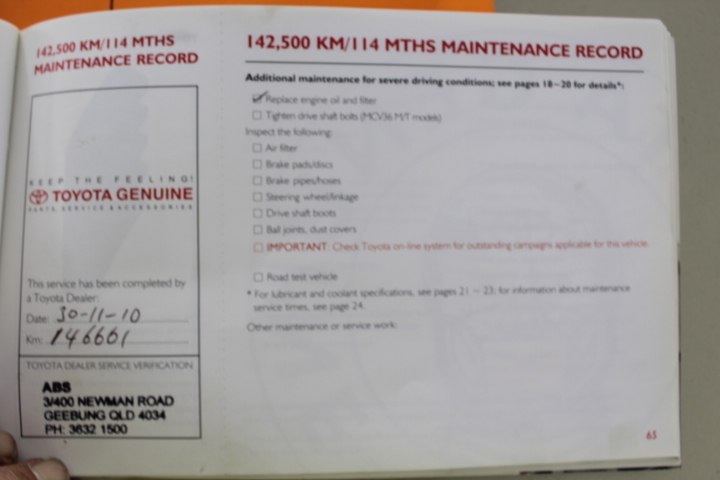 142,500 KM/114 MTHS
MAINTENANCE RECORD
KEEP THE FEELING!
TOYOTA GENUINE
PARTS SERVICE & ACCESSORIES
This service has been completed by
a Toyota Dealer:
Date: 30-11-10
Km: 146661
TOYOTA DEALER SERVICE VERIFICATION
ABS
3/400 NEWMAN ROAD
GEEBUNG QLD 4034
PH: 3632 1500
142,500 KM/114 MTHS MAINTENANCE RECORD
Additional maintenance for severe driving conditions; see pages 18–20 for details*:
Replace engine oil and filter
Tighten drive shaft bolts (MCV36 M/T models)
Inspect the following:
Air filter
Brake pads/discs
Brake pipes/hoses
Steering wheel/linkage
Drive shaft boots
Ball joints, dust covers
IMPORTANT: Check Toyota on-line system for outstanding campaigns applicable for this vehicle.
Road test vehicle
* For lubricant and coolant specifications, see pages 21 – 23; for information about maintenance
service times, see page 24.
Other maintenance or service work:
65